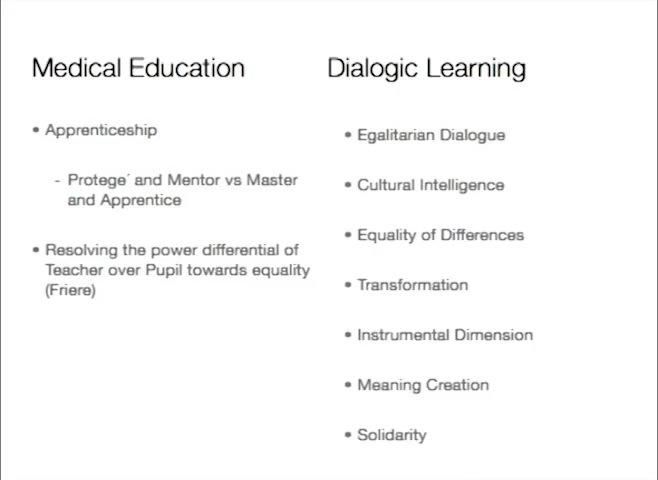 Medical Education
• Apprenticeship
- Protege´ and Mentor vs Master
and Apprentice
• Resolving the power differential of
Teacher over Pupil towards equality
(Friere)
Dialogic Learning
• Egalitarian Dialogue
• Cultural Intelligence
• Equality of Differences
• Transformation
• Instrumental Dimension
• Meaning Creation
• Solidarity